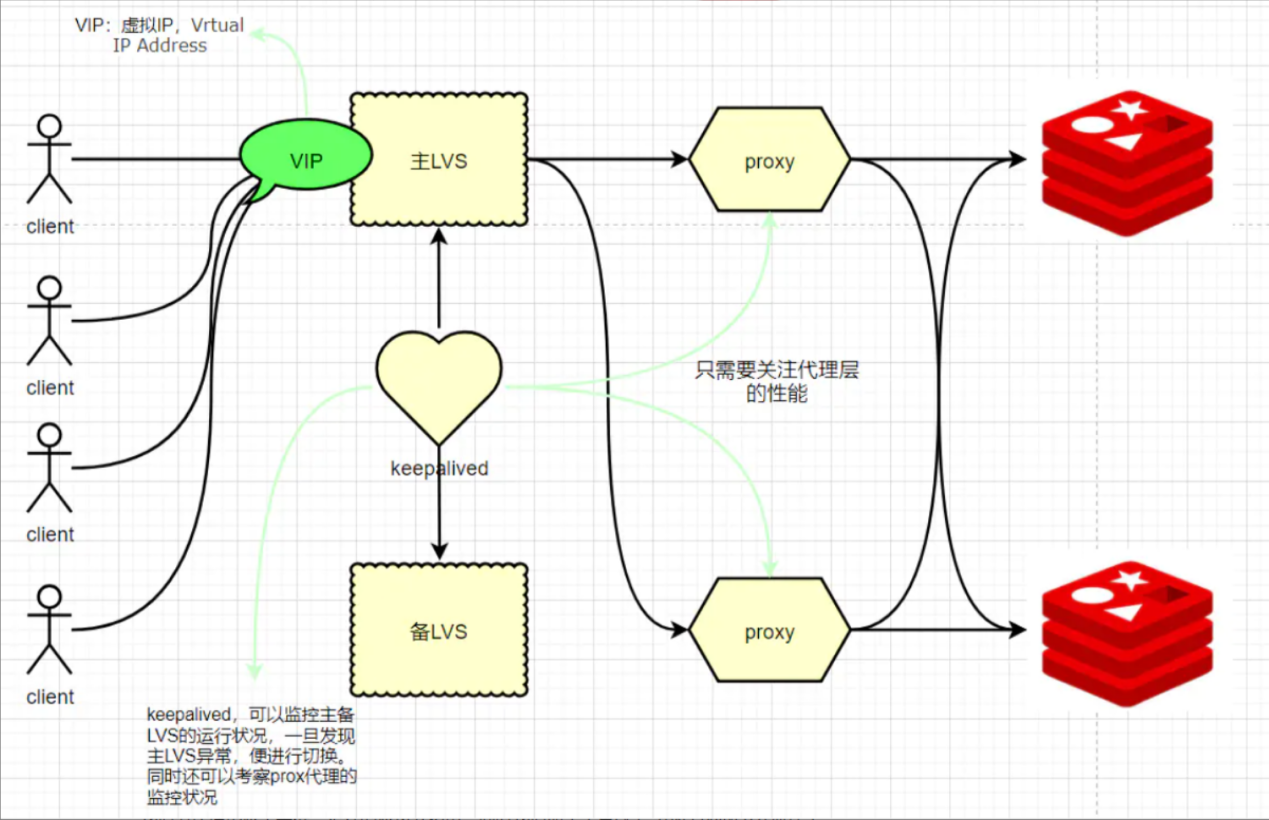 VIP：虚拟IP，Vrtual
IP Address
VIP
主LVS
proxy
client
client
只需要关注代理层
的性能
keepalived
client
备LVS
proxy
client
keepalived，可以监控主备
LVS的运行状况，一旦发现
主LVS异常，便进行切换。
同时还可以考察prox代理的
监控状况